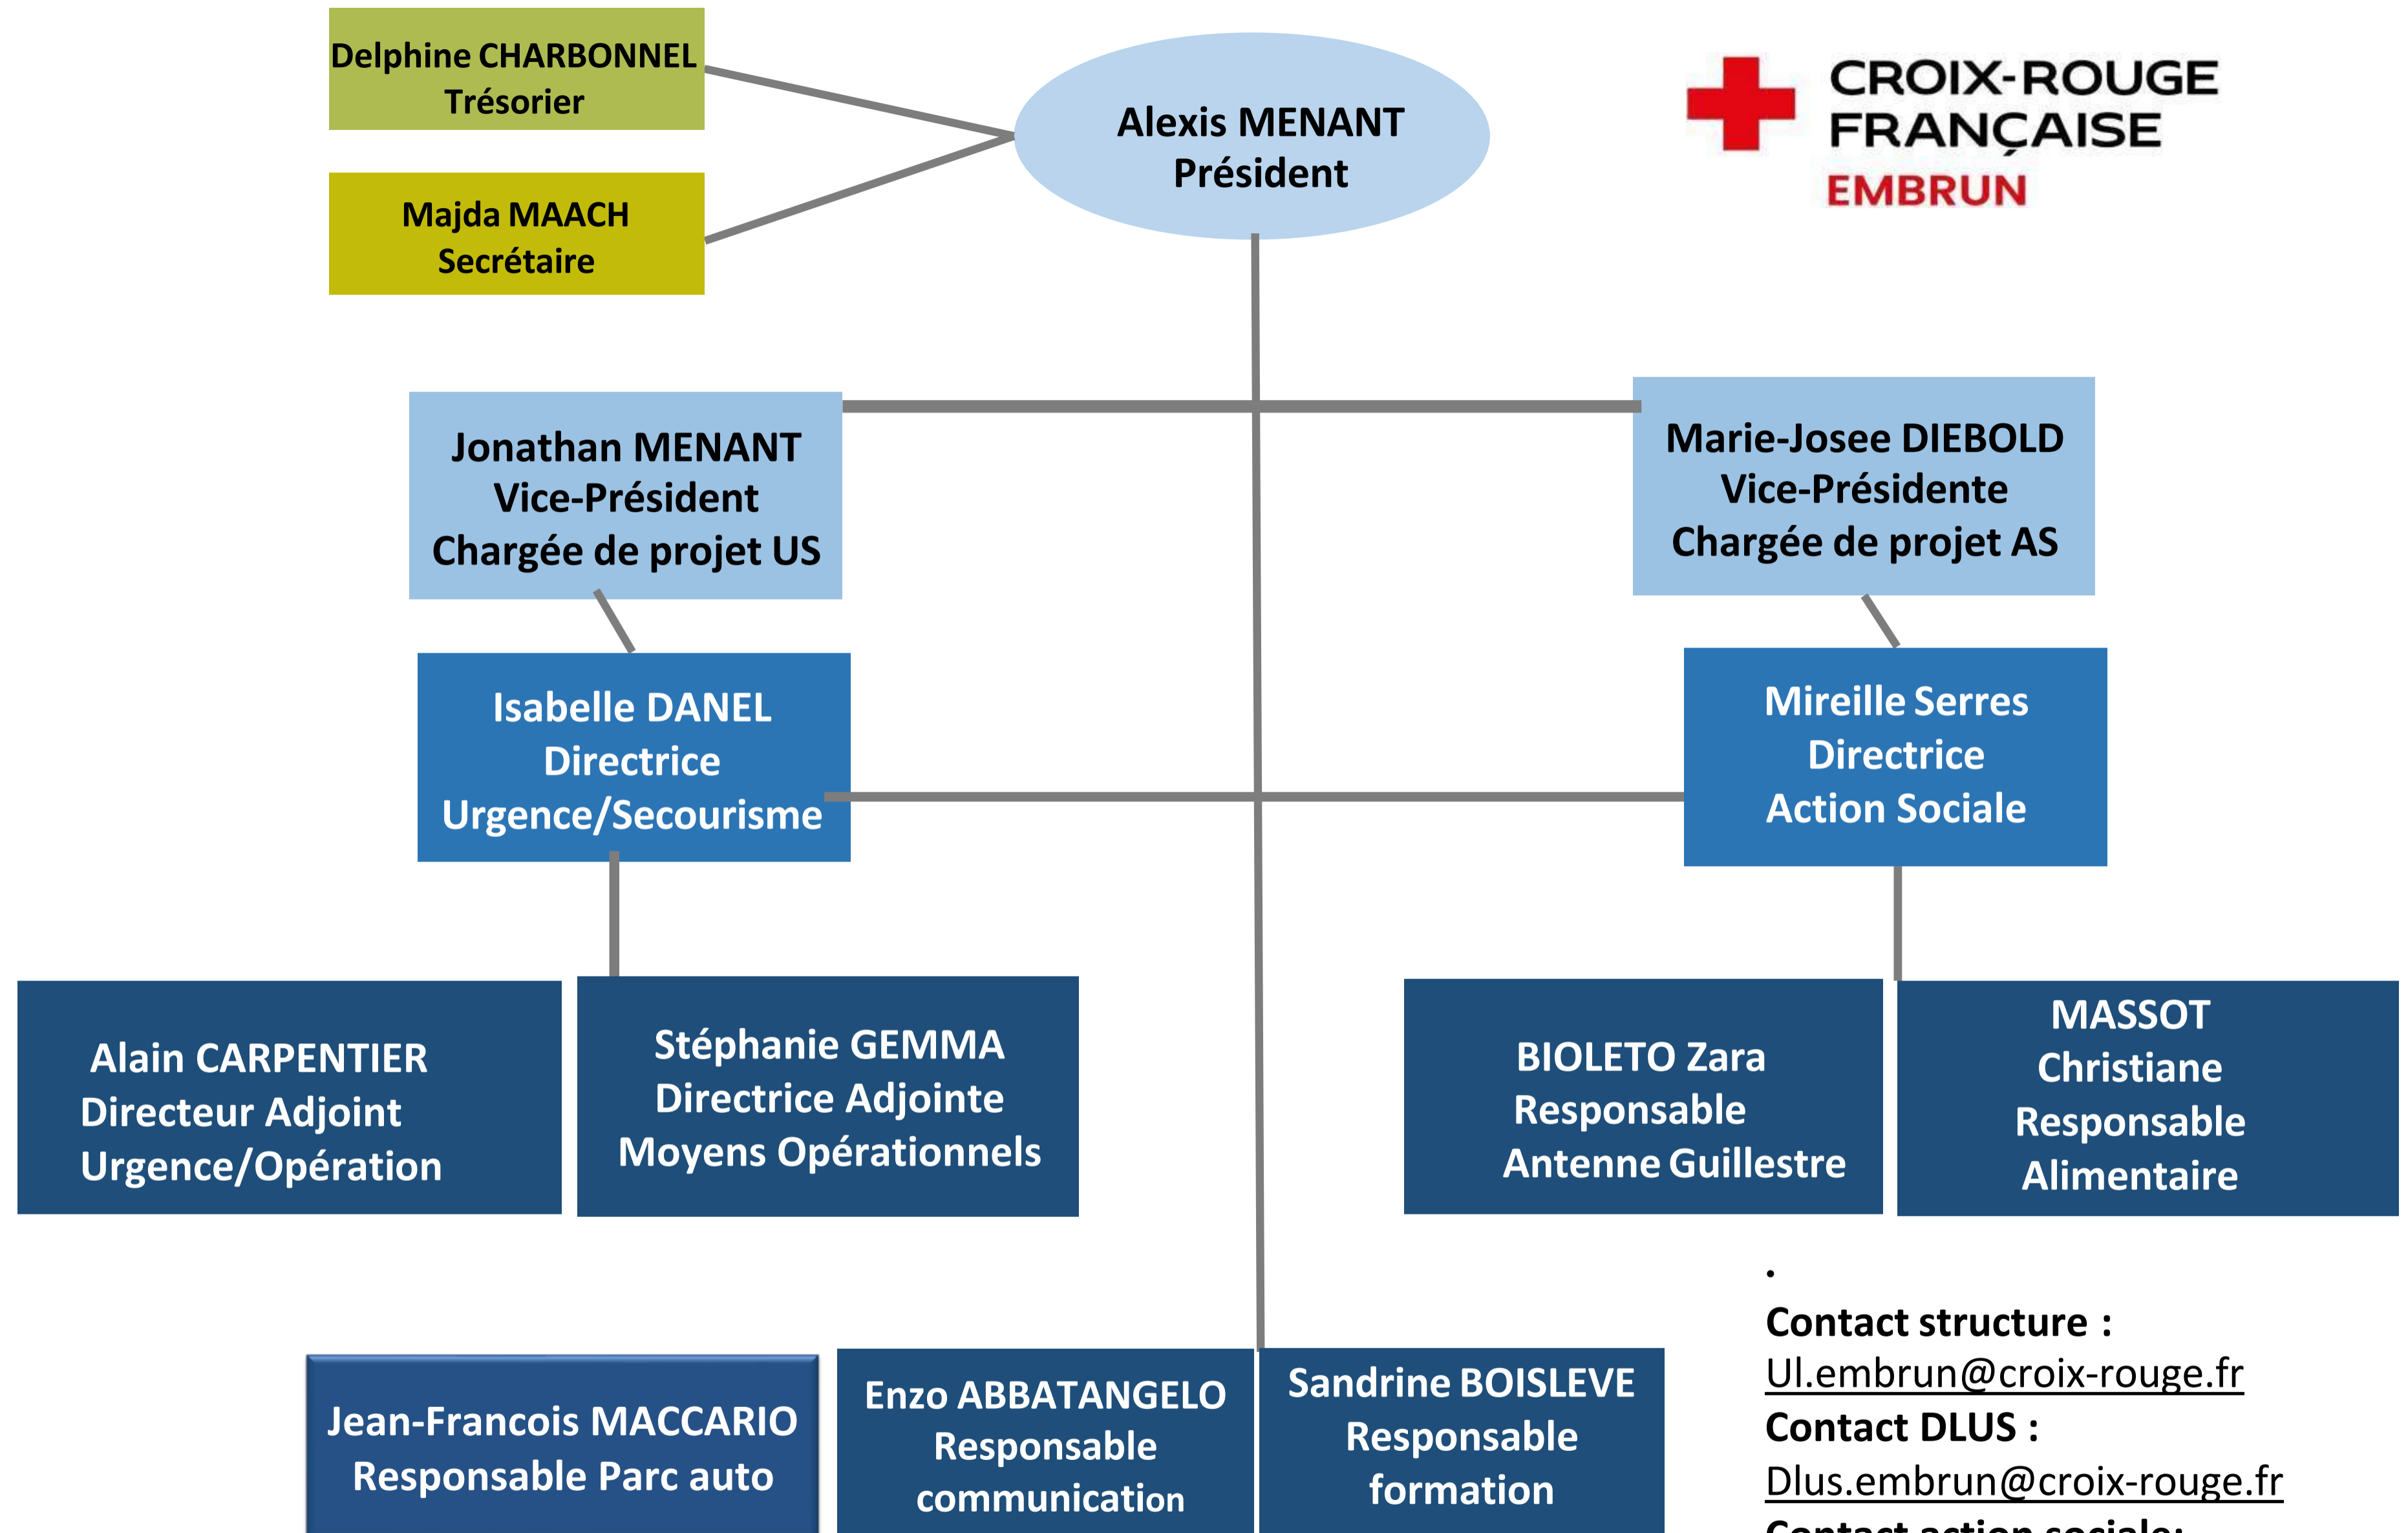 Delphine CHARBONNEL
Trésorier
Majda MAACH
Secrétaire
Alexis MENANT
Président
CROIX-ROUGE
FRANÇAISE
EMBRUN
Jonathan MENANT
Vice-Président
Chargée de projet US
Marie-Josee DIEBOLD
Vice-Présidente
Chargée de projet AS
Isabelle DANEL
Directrice
Urgence/Secourisme
Mireille Serres
Directrice
Action Sociale
Alain CARPENTIER
Directeur Adjoint
Urgence/Opération
Stéphanie GEMMA
Directrice Adjointe
Moyens Opérationnels
BIOLETO Zara
Responsable
Antenne Guillestre
MASSOT
Christiane
Responsable
Alimentaire
Jean-Francois MACCARIO
Responsable Parc auto
Enzo ABBATANGELO
Responsable
communication
Sandrine BOISLEVE
Responsable
formation
.
Contact structure :
Ul.embrun@croix-rouge.fr
Contact DLUS :
Dlus.embrun@croix-rouge.fr
Contact action sociale: